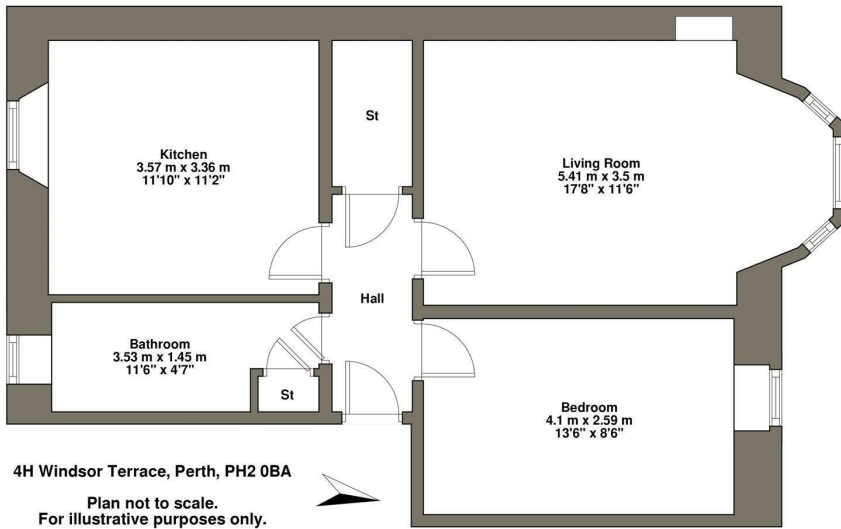 Kitchen
3.57 m x 3.36 m
11'10" x 11'2"
St
Living Room
5.41 m x 3.5 m
17'8" x 11'6"
Hall
Bathroom
3.53 m x 1.45 m
11'6" x 4'7"
St
Bedroom
4.1 m x 2.59 m
13'6" x 8'6"
4H Windsor Terrace, Perth, PH2 0BA
Plan not to scale.
For illustrative purposes only.